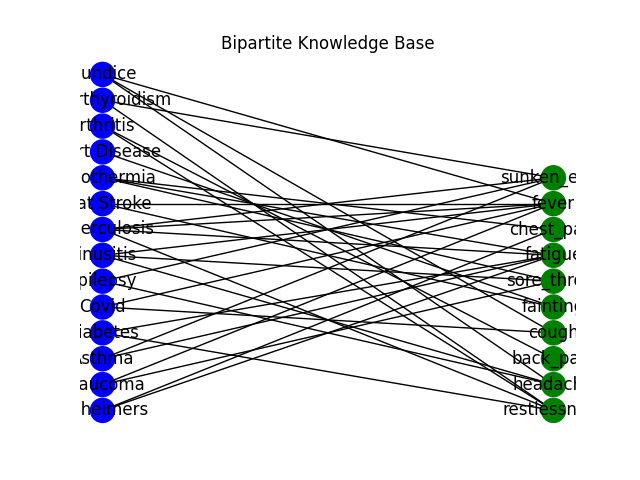 Bipartite Knowledge Base
undice
rthyroidism
rthritis
rt Disease
othermia
at Stroke
erculosis
inusitis
pilepsy
Covid
iabetes
sthma
aucoma
heimers
sunken_e
fever
chest_pa
fatigue
sore_thro
fainting
cough
back_pa
headach
restlessn